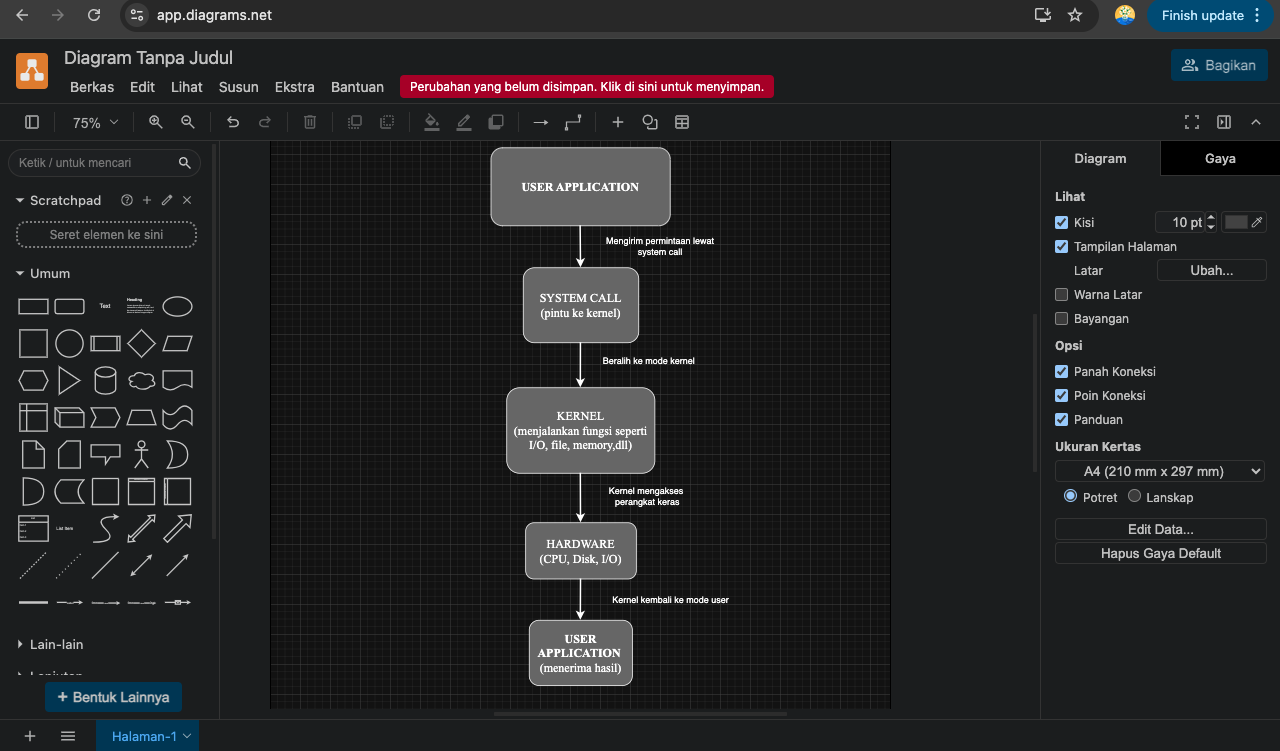 app.diagrams.net
Finish update
Diagram Tanpa Judul
Berkas Edit Lihat Susun Ekstra Bantuan
Perubahan yang belum disimpan. Klik di sini untuk menyimpan.
Bagikan
75%
Ketik / untuk mencari
Scratchpad
Seret elemen ke sini
Umum
Text
Heading
List Item
Lain-lain
Bentuk Lainnya
Halaman-1
USER APPLICATION
Mengirim permintaan lewat
system call
SYSTEM CALL
(pintu ke kernel)
Beralih ke mode kernel
KERNEL
(menjalankan fungsi seperti
I/O, file, memory,dll)
Kernel mengakses
perangkat keras
HARDWARE
(CPU, Disk, I/O)
Kernel kembali ke mode user
USER
APPLICATION
(menerima hasil)
Diagram Gaya
Lihat
Kisi 10 pt
Tampilan Halaman
Latar Ubah...
Warna Latar
Bayangan
Opsi
Panah Koneksi
Poin Koneksi
Panduan
Ukuran Kertas
A4 (210 mm x 297 mm)
Potret Lanskap
Edit Data...
Hapus Gaya Default